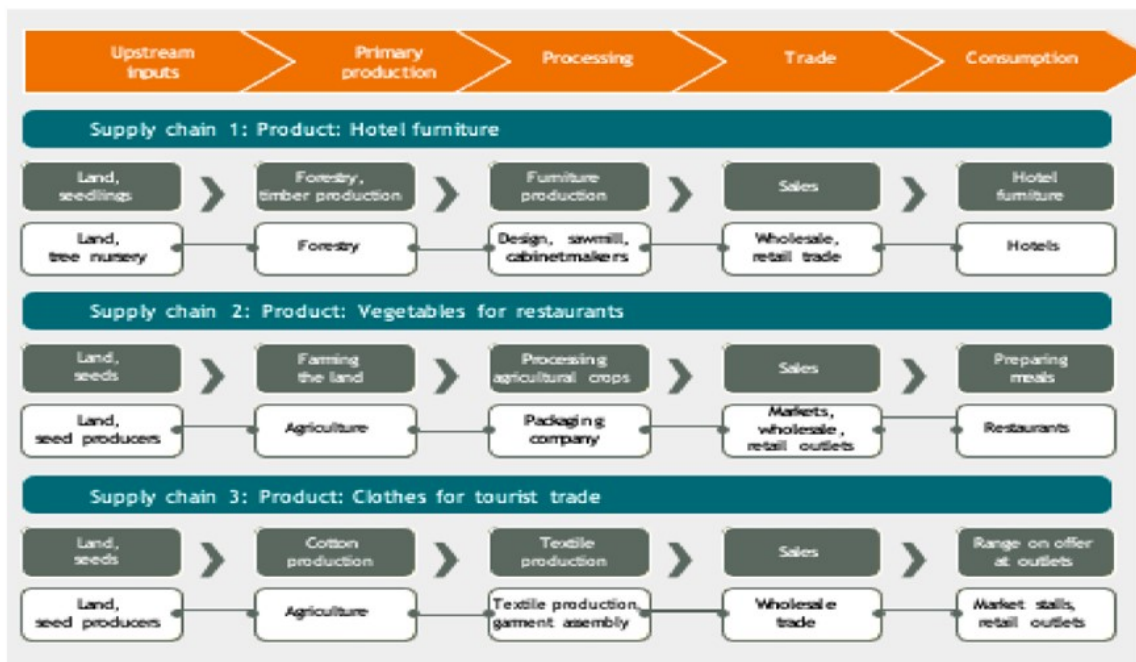 Upstream
inputs
Primary
production
Processing
Trade
Consumption
Supply chain 1: Product: Hotel furniture
Land,
seedlings
Forestry,
timber production
Furniture
production
Sales
Hotel
furniture
Land,
tree nursery
Forestry
Design, sawmill,
cabinetmakers
Wholesale,
retail trade
Hotels
Supply chain 2: Product: Vegetables for restaurants
Land,
seeds
Farming
the land
Processing
agricultural crops
Sales
Preparing
meals
Land,
seed producers
Agriculture
Packaging
company
Markets,
wholesale,
retail outlets
Restaurants
Supply chain 3: Product: Clothes for tourist trade
Land,
seeds
Cotton
production
Textile
production
Sales
Range on offer
at outlets
Land,
seed producers
Agriculture
Textile production,
garment assembly
Wholesale
trade
Market stalls,
retail outlets